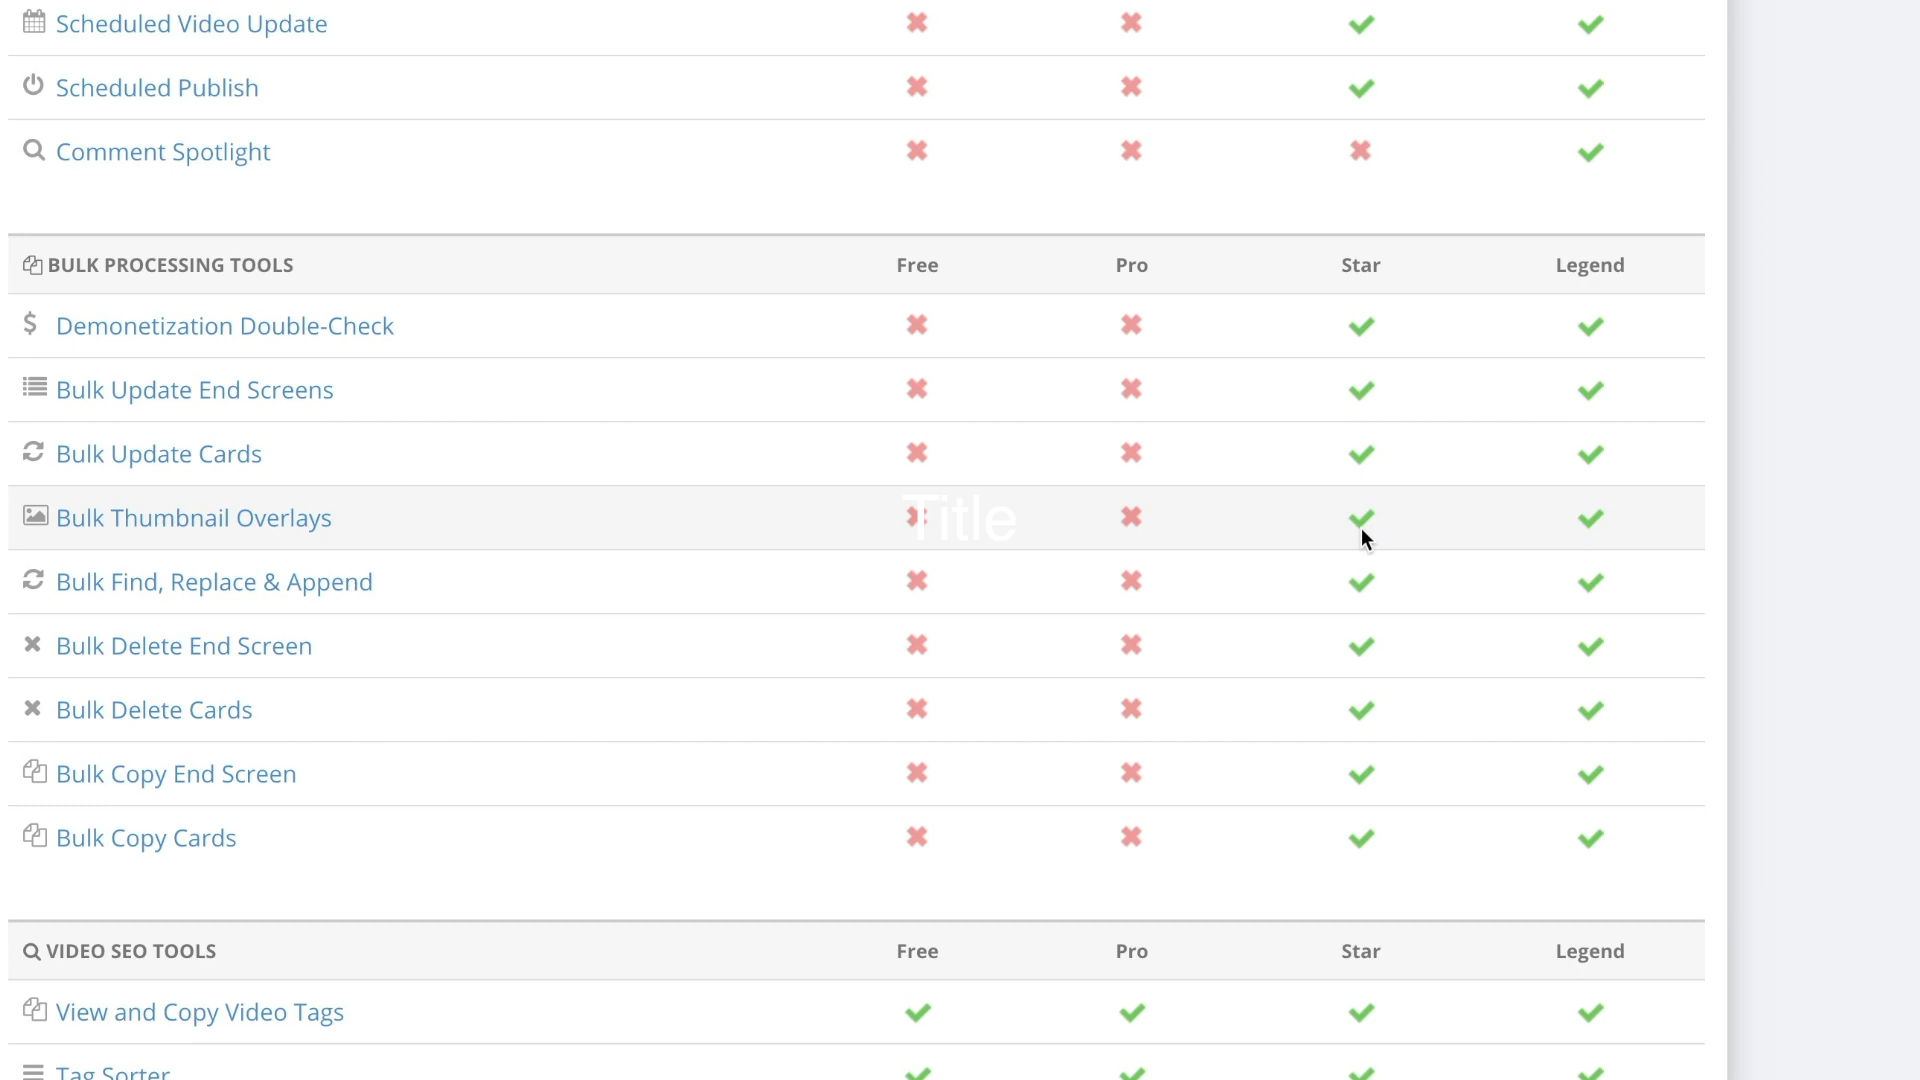 Scheduled Video Update
Scheduled Publish
Comment Spotlight
BULK PROCESSING TOOLS Free Pro Star Legend
Demonetization Double-Check
Bulk Update End Screens
Bulk Update Cards
Bulk Thumbnail Overlays Title
Bulk Find, Replace & Append
Bulk Delete End Screen
Bulk Delete Cards
Bulk Copy End Screen
Bulk Copy Cards
VIDEO SEO TOOLS Free Pro Star Legend
View and Copy Video Tags
Tag Sorter